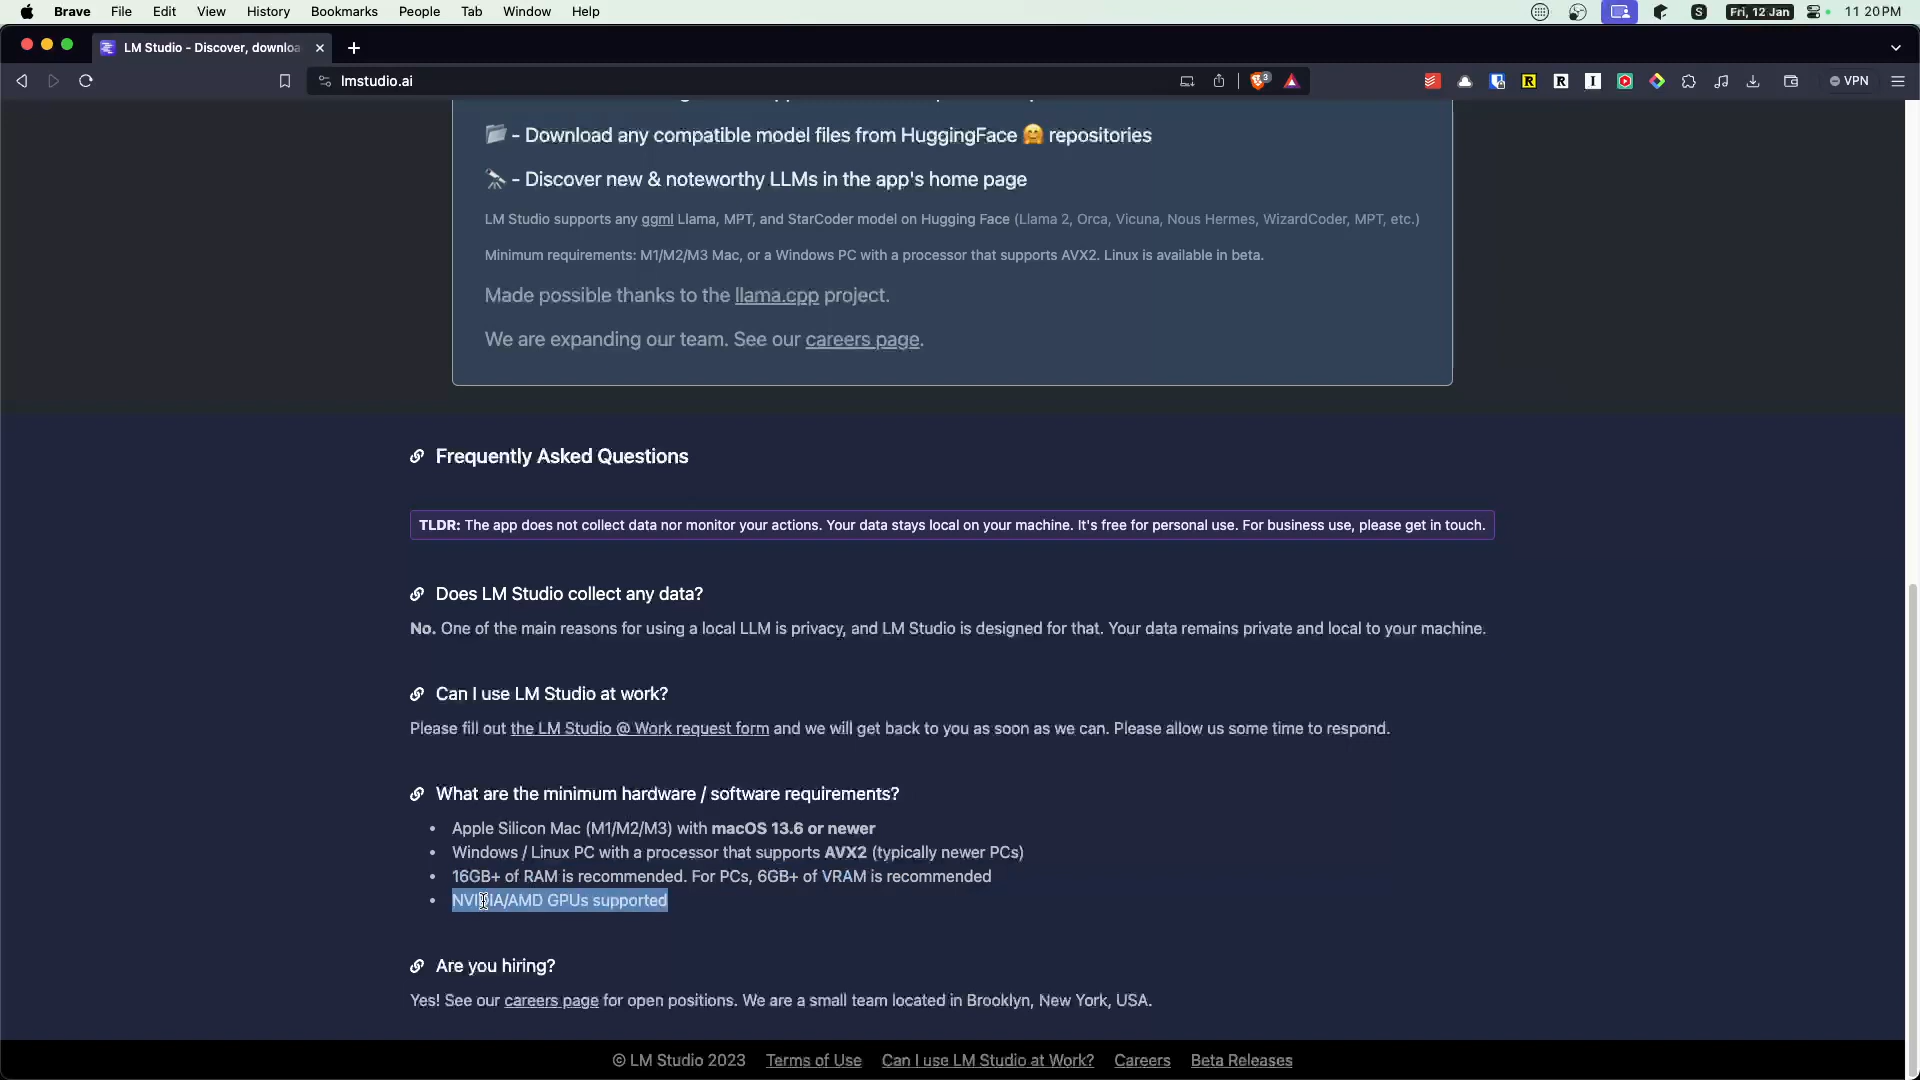 Brave File Edit View History Bookmarks People Tab Window Help S Fri, 12 Jan 11 20PM
LM Studio - Discover, downloa
lmstudio.ai 3 VPN
- Download any compatible model files from HuggingFace 🤗 repositories
- Discover new & noteworthy LLMs in the app's home page
LM Studio supports any ggml Llama, MPT, and StarCoder model on Hugging Face (Llama 2, Orca, Vicuna, Nous Hermes, WizardCoder, MPT, etc.)
Minimum requirements: M1/M2/M3 Mac, or a Windows PC with a processor that supports AVX2. Linux is available in beta.
Made possible thanks to the llama.cpp project.
We are expanding our team. See our careers page.
Frequently Asked Questions
TLDR: The app does not collect data nor monitor your actions. Your data stays local on your machine. It's free for personal use. For business use, please get in touch.
Does LM Studio collect any data?
No. One of the main reasons for using a local LLM is privacy, and LM Studio is designed for that. Your data remains private and local to your machine.
Can I use LM Studio at work?
Please fill out the LM Studio @ Work request form and we will get back to you as soon as we can. Please allow us some time to respond.
What are the minimum hardware / software requirements?
• Apple Silicon Mac (M1/M2/M3) with macOS 13.6 or newer
• Windows / Linux PC with a processor that supports AVX2 (typically newer PCs)
• 16GB+ of RAM is recommended. For PCs, 6GB+ of VRAM is recommended
• NVIDIA/AMD GPUs supported
Are you hiring?
Yes! See our careers page for open positions. We are a small team located in Brooklyn, New York, USA.
© LM Studio 2023 Terms of Use Can I use LM Studio at Work? Careers Beta Releases